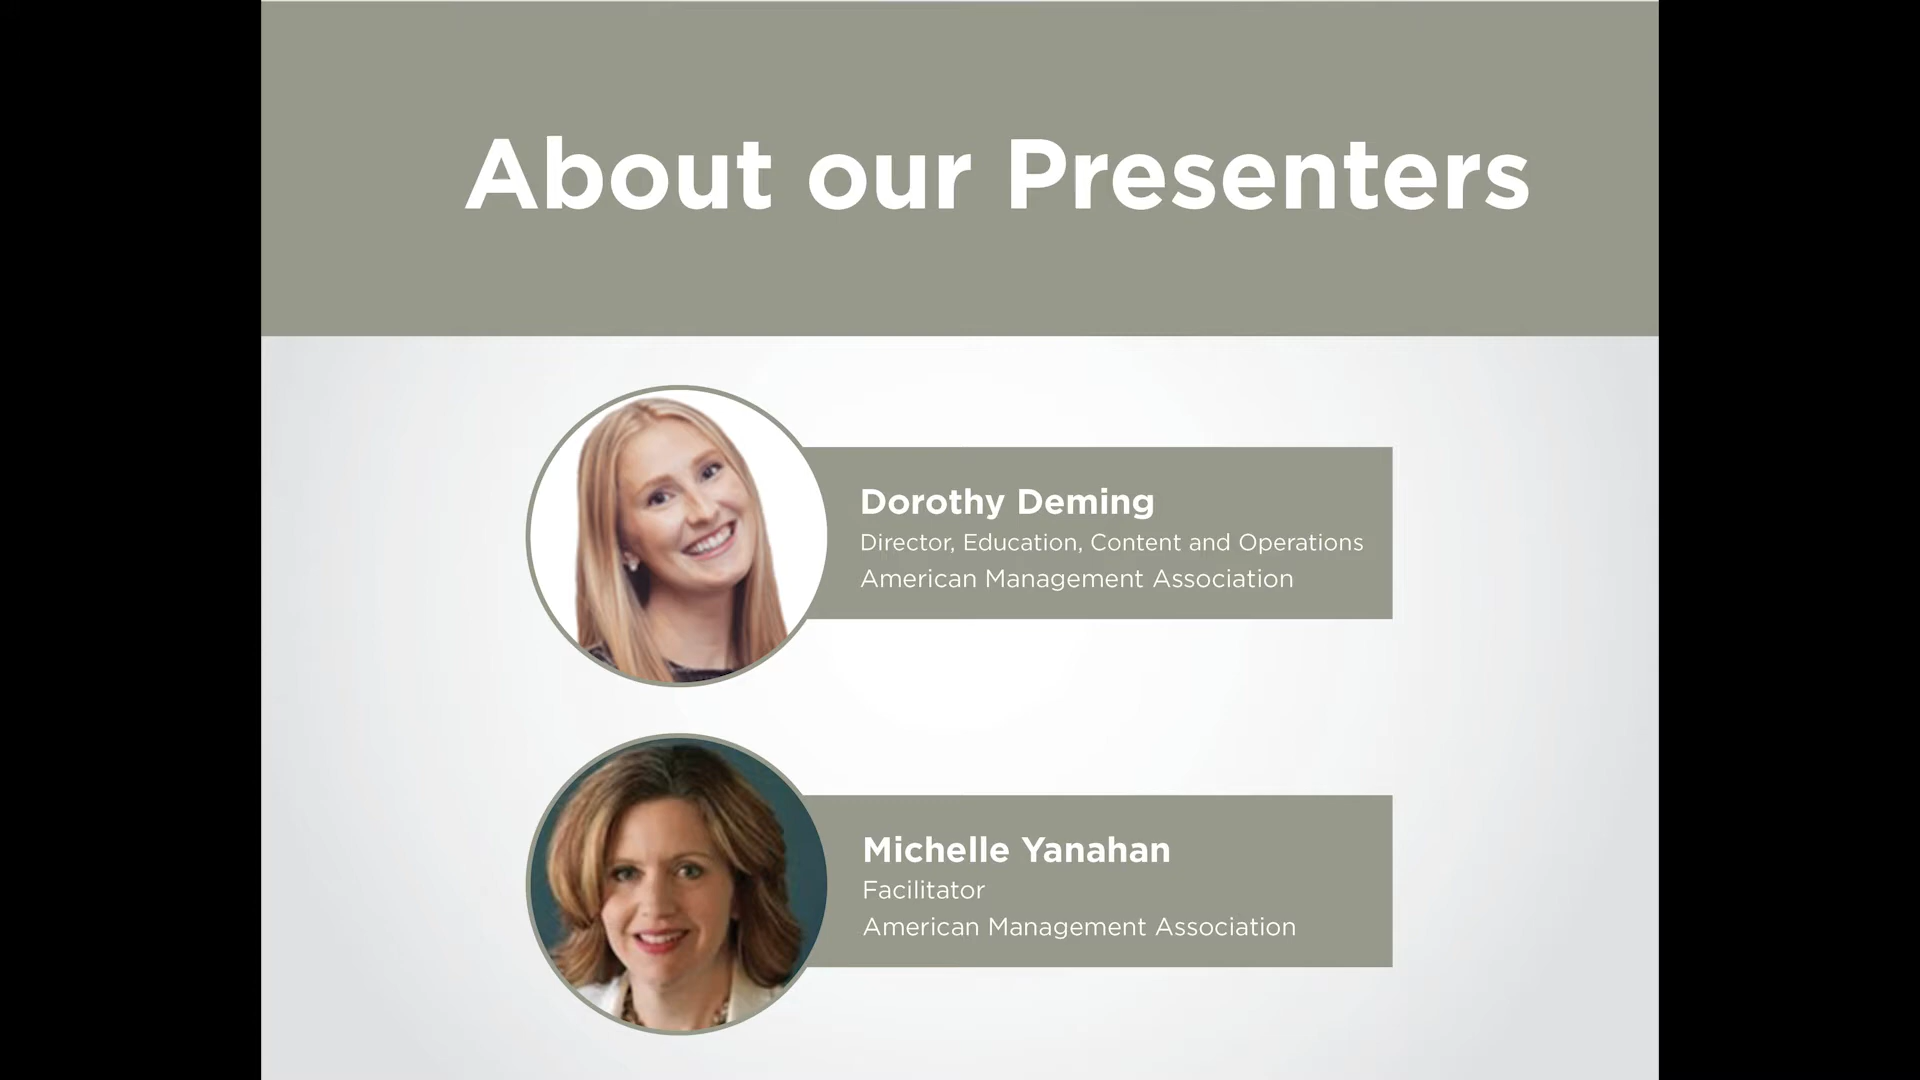 About our Presenters
Dorothy Deming
Director, Education, Content and Operations
American Management Association
Michelle Yanahan
Facilitator
American Management Association